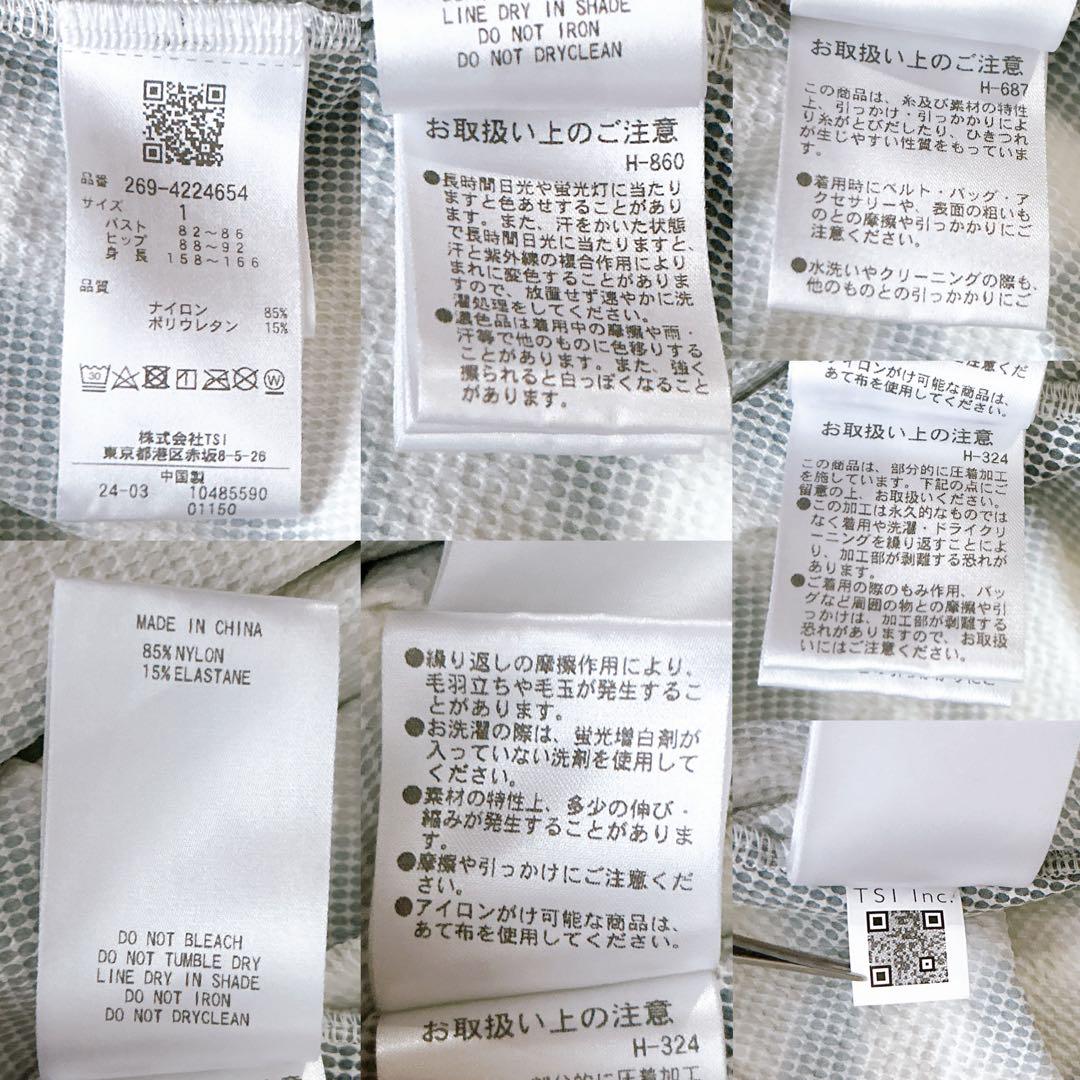 品番 269-4224654
サイズ 1
バスト 82~86
ヒップ 88~92
身長 158~166
品質
ナイロン 85%
ポリウレタン 15%
30
W
株式会社TSI
東京都港区赤坂8-5-26
中国製
24-03 10485590
01150
LINE DRY IN SHADE
DO NOT IRON
DO NOT DRYCLEAN
お取扱い上のご注意
H-860
●長時間日光や蛍光灯に当たり
ますと色あせすることがあり
ます。また、汗をかいた状態
で長時間日光に当たりますと、
汗と紫外線の複合作用により
まれに変色することがありま
すので、放置せず速やかに洗
濯処理をしてください。
●濃色品は着用中の摩擦や雨・
汗等で他のものに色移りする
ことがあります。また、強く
擦られると白っぽくなること
があります。
お取扱い上のご注意
H-687
この商品は、糸及び素材の特性
上、引っかけ・引っかかりによ
り糸がとびだしたり、ひきつれ
が生じやすい性質をもっていま
す。
●着用時にベルト・バッグ・ア
クセサリーや、表面の粗いも
のとの摩擦や引っかかりにご
注意ください。
●水洗いやクリーニングの際も、
他のものとの引っかかりにご
アイロンがけ可能な商品は、
あて布を使用してください。
お取扱い上の注意
H-324
この商品は、部分的に圧着加工
を施しています。下記の点にご
留意の上、お取扱いください。
●この加工は永久的なものでは
なく着用や洗濯・ドライクリ
ーニングを繰り返すことによ
り、加工部が剥離する恐れが
あります。
●ご着用の際のもみ作用、バッ
グなど周囲の物との摩擦や引
っかけは、加工部が剥離する
恐れがありますので、お取扱
いにはご注意ください。
MADE IN CHINA
85% NYLON
15% ELASTANE
DO NOT BLEACH
DO NOT TUMBLE DRY
LINE DRY IN SHADE
DO NOT IRON
DO NOT DRYCLEAN
●繰り返しの摩擦作用により、
毛羽立ちや毛玉が発生するこ
とがあります。
●お洗濯の際は、蛍光増白剤が
入っていない洗剤を使用して
ください。
●素材の特性上、多少の伸び・
縮みが発生することがありま
す。
●摩擦や引っかけにご注意くだ
さい。
●アイロンがけ可能な商品は、
あて布を使用してください。
お取扱い上の注意
H-324
部分的に圧着加工
TSI Inc.